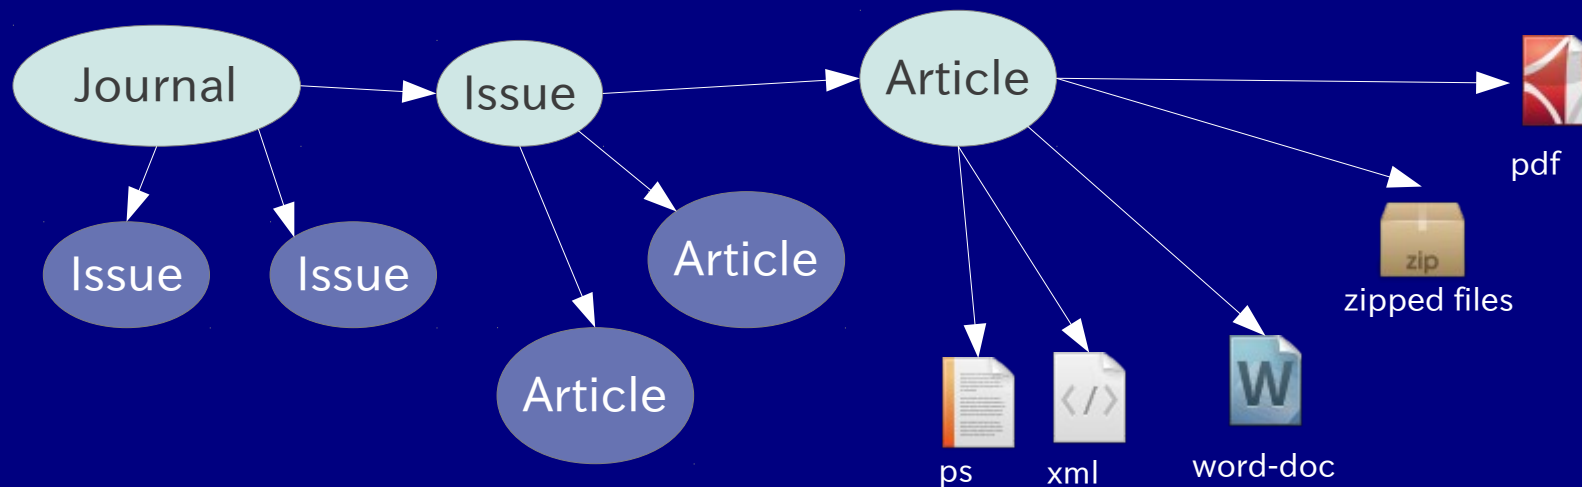 Journal
Issue
Article
pdf
Issue
Issue
Article
zip
zipped files
Article
W
</>
ps
xml
word-doc